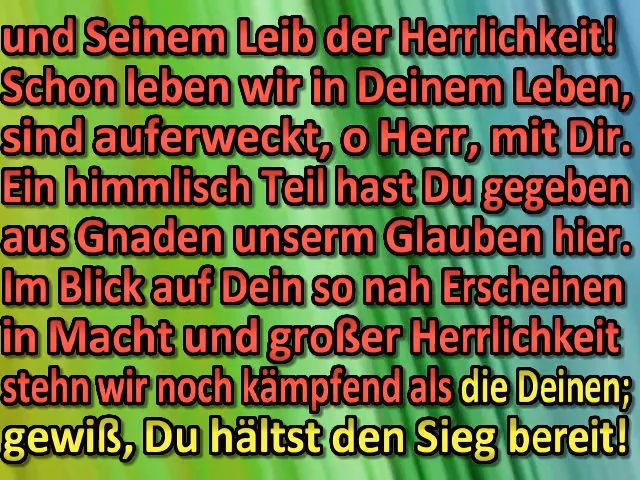 und Seinem Leib der Herrlichkeit!
Schon leben wir in Deinem Leben,
sind auferweckt, o Herr, mit Dir.
Ein himmlisch Teil hast Du gegeben
aus Gnaden unserm Glauben hier.
Im Blick auf Dein so nah Erscheinen
in Macht und großer Herrlichkeit
stehn wir noch kämpfend als die Deinen;
gewiß, Du hältst den Sieg bereit!